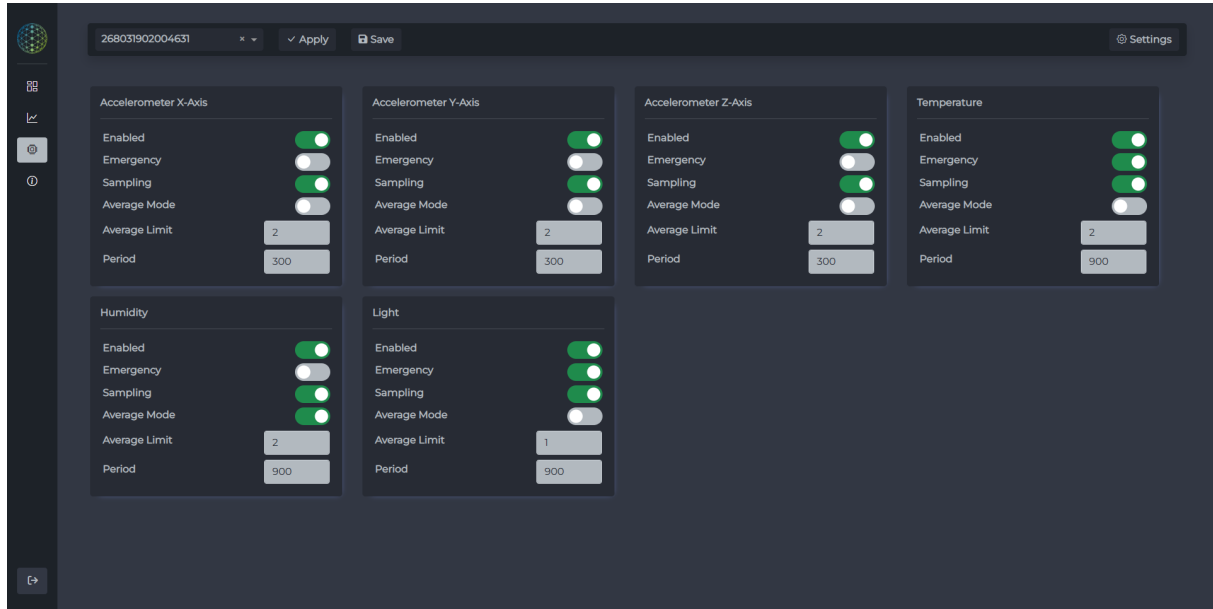 268031902004631 × Apply Save Settings
Accelerometer X-Axis
Enabled
Emergency
Sampling
Average Mode
Average Limit 2
Period 300
Accelerometer Y-Axis
Enabled
Emergency
Sampling
Average Mode
Average Limit 2
Period 300
Accelerometer Z-Axis
Enabled
Emergency
Sampling
Average Mode
Average Limit 2
Period 300
Temperature
Enabled
Emergency
Sampling
Average Mode
Average Limit 2
Period 900
Humidity
Enabled
Emergency
Sampling
Average Mode
Average Limit 2
Period 900
Light
Enabled
Emergency
Sampling
Average Mode
Average Limit 1
Period 900